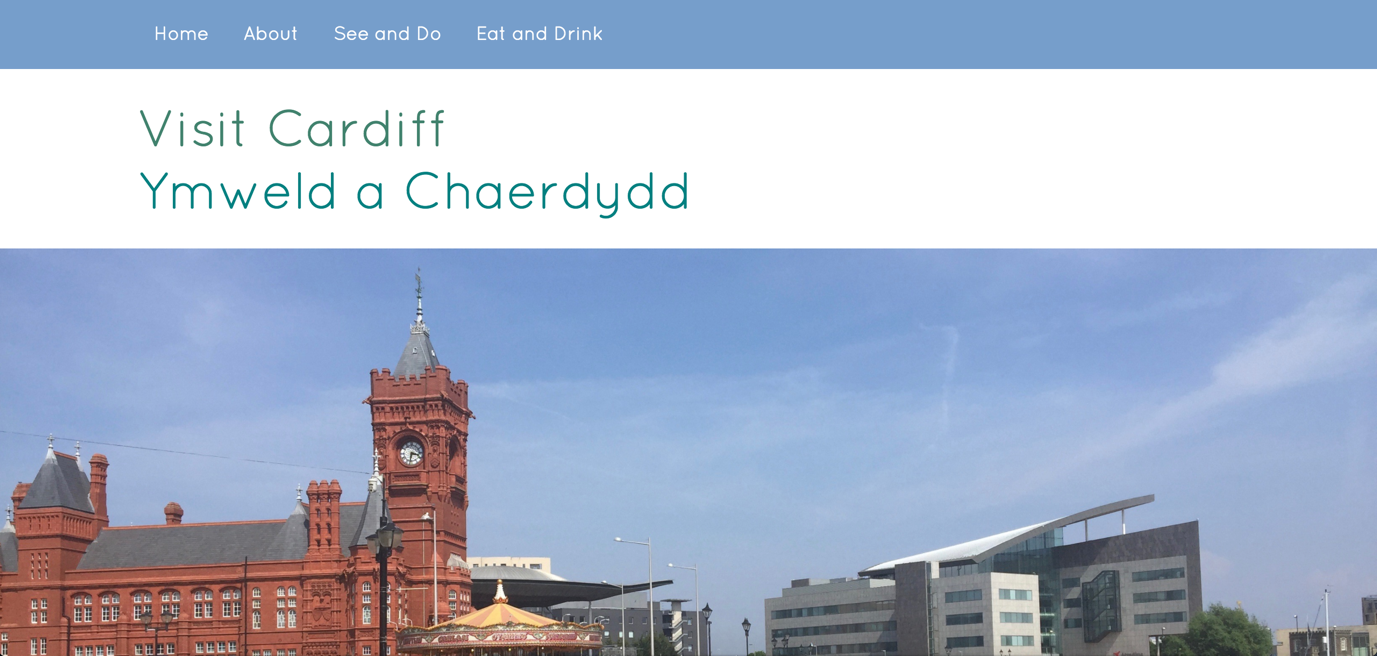 Home About See and Do Eat and Drink
Visit Cardiff
Ymweld a Chaerdydd